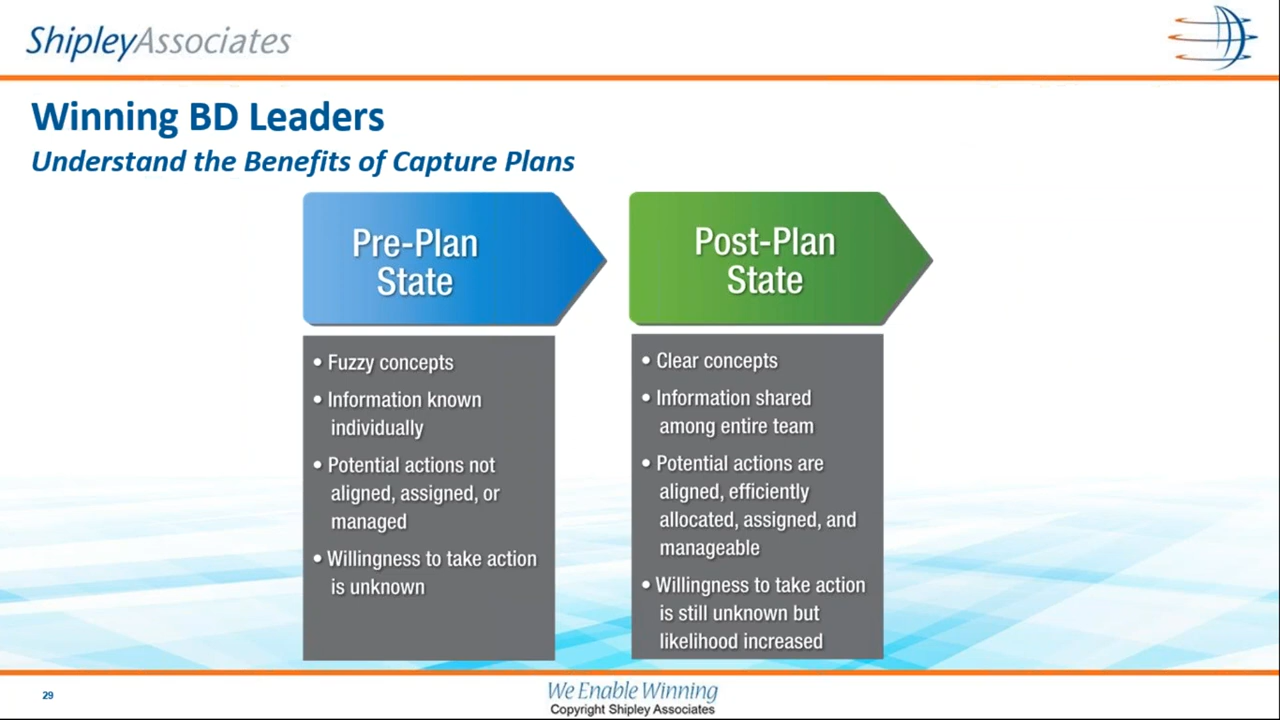 ShipleyAssociates
Winning BD Leaders
Understand the Benefits of Capture Plans
Pre-Plan
State
• Fuzzy concepts
• Information known
individually
• Potential actions not
aligned, assigned, or
managed
• Willingness to take action
is unknown
Post-Plan
State
• Clear concepts
• Information shared
among entire team
• Potential actions are
aligned, efficiently
allocated, assigned, and
manageable
• Willingness to take action
is still unknown but
likelihood increased
29
We Enable Winning
Copyright Shipley Associates